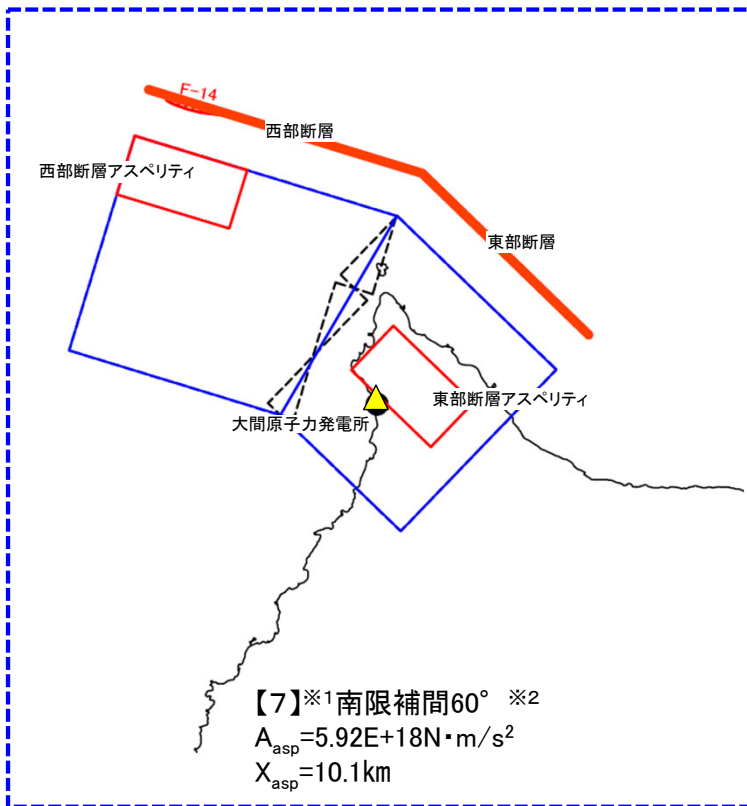 F-14
西部断層
西部断層アスペリティ
東部断層
東部断層アスペリティ
大間原子力発電所
【7】※1南限補間60° ※2
Aasp=5.92E+18N・m/s2
Xasp=10.1km